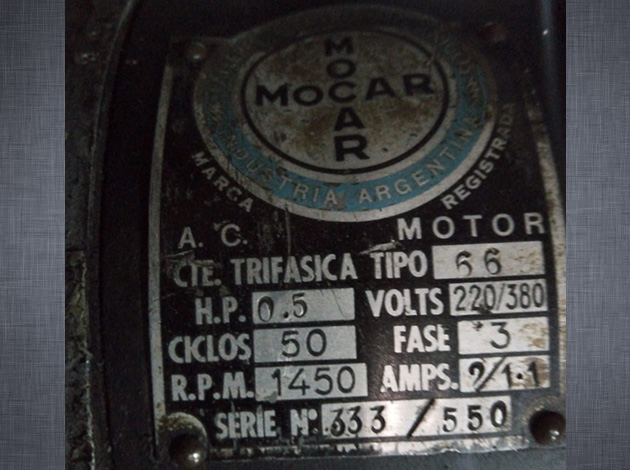 MOCAR
MOCAR
INDUSTRIA ARGENTINA
MARCA REGISTRADA
A. C. MOTOR
CTE. TRIFASICA TIPO 66
H.P. 0.5 VOLTS 220/380
CICLOS 50 FASE 3
R.P.M. 1450 AMPS. 2/1.1
SERIE Nº 333 / 550